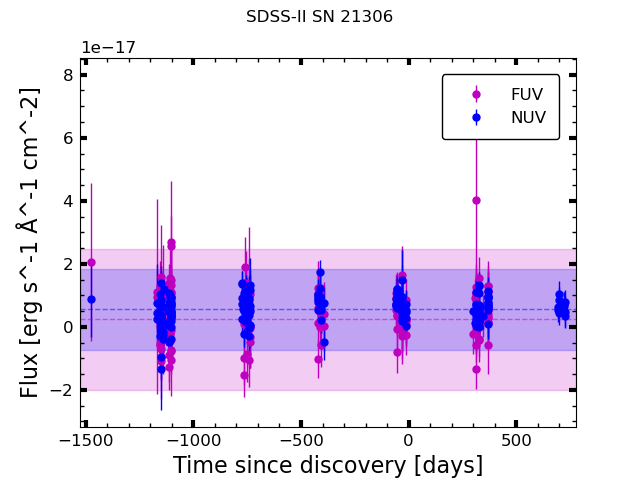 SDSS-II SN 21306
1e−17
8
6
4
2
0
−2
Flux [erg s^-1 Å^-1 cm^-2]
FUV
NUV
−1500 −1000 −500 0 500
Time since discovery [days]